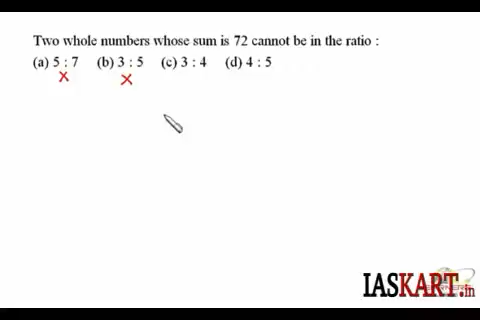 Two whole numbers whose sum is 72 cannot be in the ratio :
(a) 5 : 7 (b) 3 : 5 (c) 3 : 4 (d) 4 : 5
x x
IASKART.in